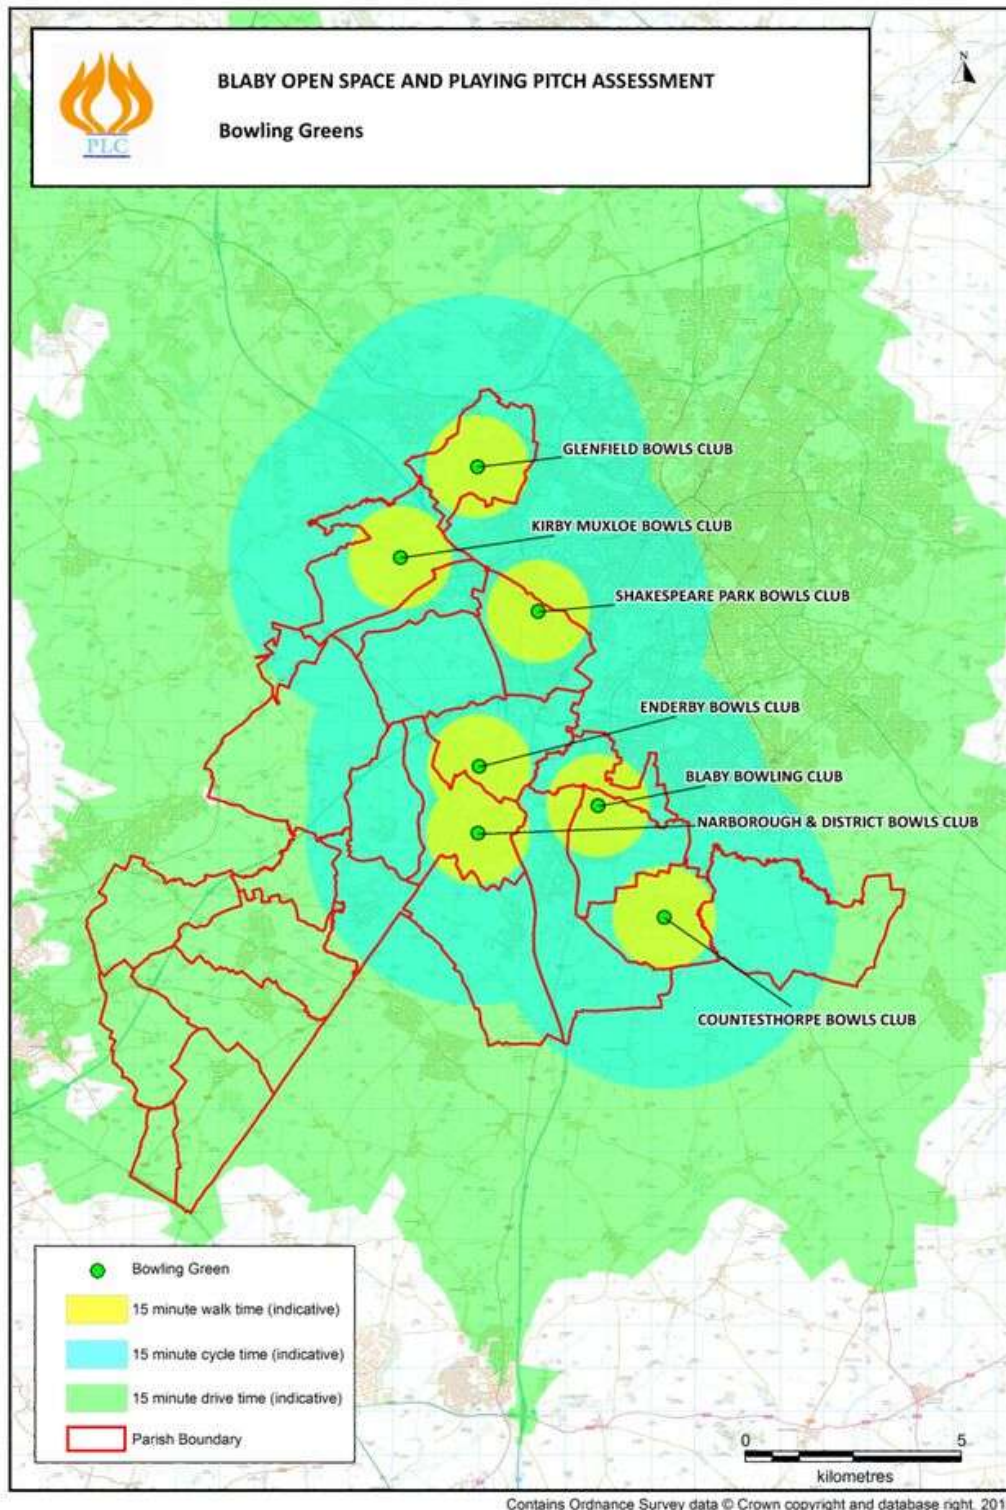 BLABY OPEN SPACE AND PLAYING PITCH ASSESSMENT
Bowling Greens
PLC
N
GLENFIELD BOWLS CLUB
KIRBY MUXLOE BOWLS CLUB
SHAKESPEARE PARK BOWLS CLUB
ENDERBY BOWLS CLUB
BLABY BOWLING CLUB
NARBOROUGH & DISTRICT BOWLS CLUB
COUNTESTHORPE BOWLS CLUB
Bowling Green
15 minute walk time (indicative)
15 minute cycle time (indicative)
15 minute drive time (indicative)
Parish Boundary
0 5
kilometres
Contains Ordnance Survey data © Crown copyright and database right, 201